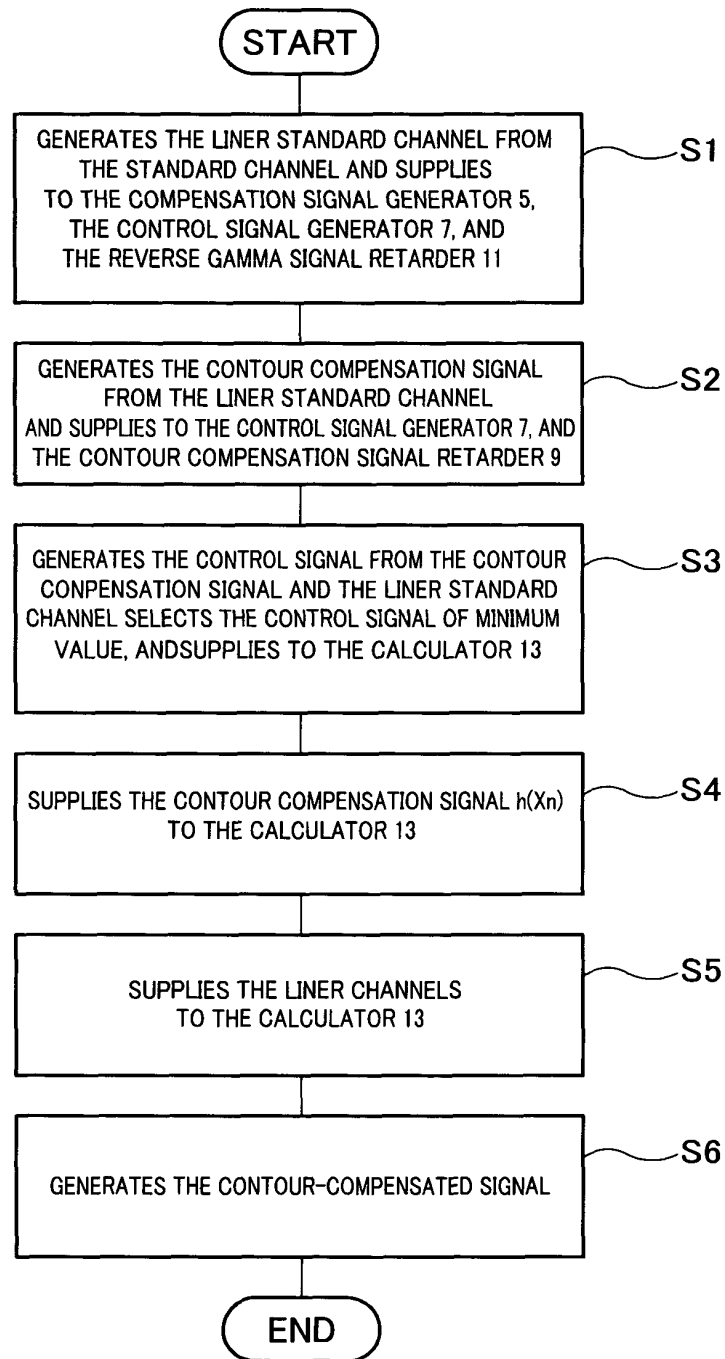 START
GENERATES THE LINER STANDARD CHANNEL FROM
THE STANDARD CHANNEL AND SUPPLIES
TO THE COMPENSATION SIGNAL GENERATOR 5,
THE CONTROL SIGNAL GENERATOR 7, AND
THE REVERSE GAMMA SIGNAL RETARDER 11
S1
GENERATES THE CONTOUR COMPENSATION SIGNAL
FROM THE LINER STANDARD CHANNEL
AND SUPPLIES TO THE CONTROL SIGNAL GENERATOR 7, AND
THE CONTOUR COMPENSATION SIGNAL RETARDER 9
S2
GENERATES THE CONTROL SIGNAL FROM THE CONTOUR
CONPENSATION SIGNAL AND THE LINER STANDARD
CHANNEL SELECTS THE CONTROL SIGNAL OF MINIMUM
VALUE, ANDSUPPLIES TO THE CALCULATOR 13
S3
SUPPLIES THE CONTOUR COMPENSATION SIGNAL h(Xn)
TO THE CALCULATOR 13
S4
SUPPLIES THE LINER CHANNELS
TO THE CALCULATOR 13
S5
GENERATES THE CONTOUR-COMPENSATED SIGNAL
S6
END